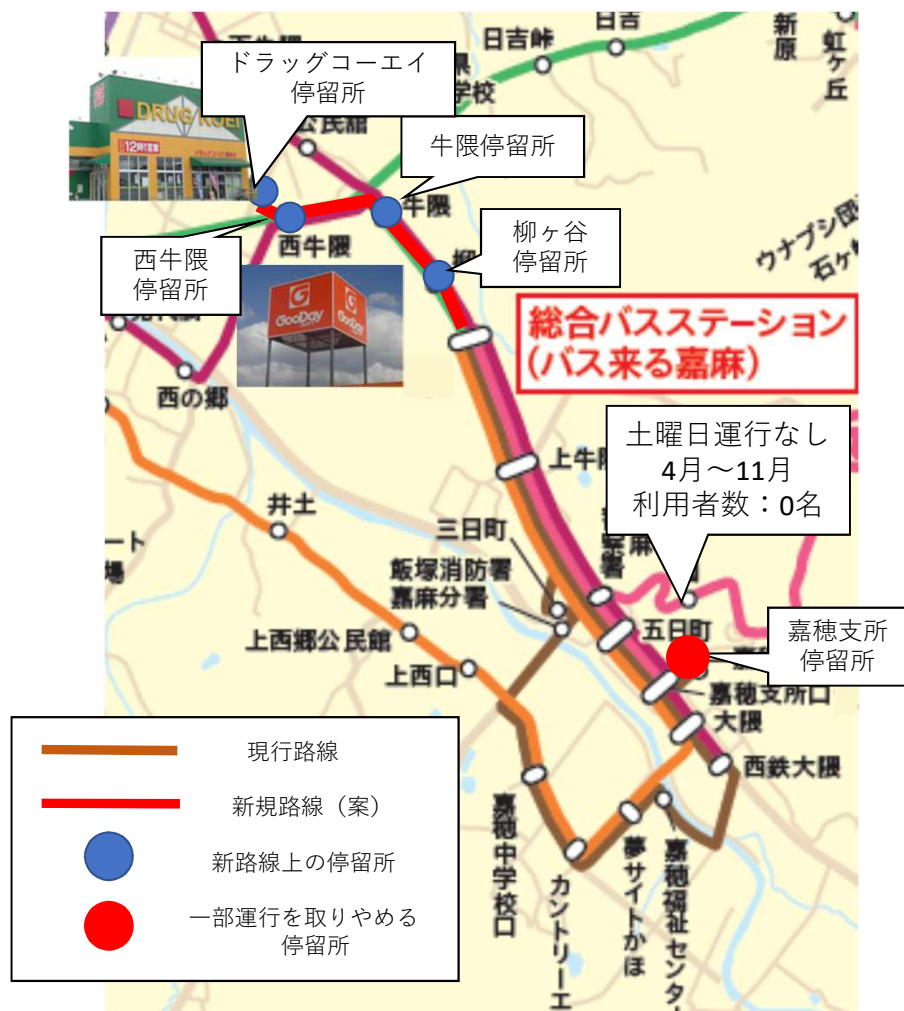 日吉
日吉峠
新原
虹ヶ丘
ドラッグコーエイ
停留所
学校
DRUG KOEI
公民館
牛隈停留所
牛隈
西牛隈
柳ヶ谷
停留所
西牛隈
停留所
GooDay
ウナブシ団
石ヶ
総合バスステーション
(バス来る嘉麻)
西の郷
土曜日運行なし
4月～11月
利用者数：0名
上牛
井土
三日町
飯塚消防署
嘉麻分署
五日町
嘉穂支所
停留所
上西郷公民館
上西口
嘉穂支所口
大隈
西鉄大隈
現行路線
新規路線（案）
新路線上の停留所
一部運行を取りやめる
停留所
嘉穂中学校口
カントリーエ
夢サイトかほ
嘉穂福祉センター